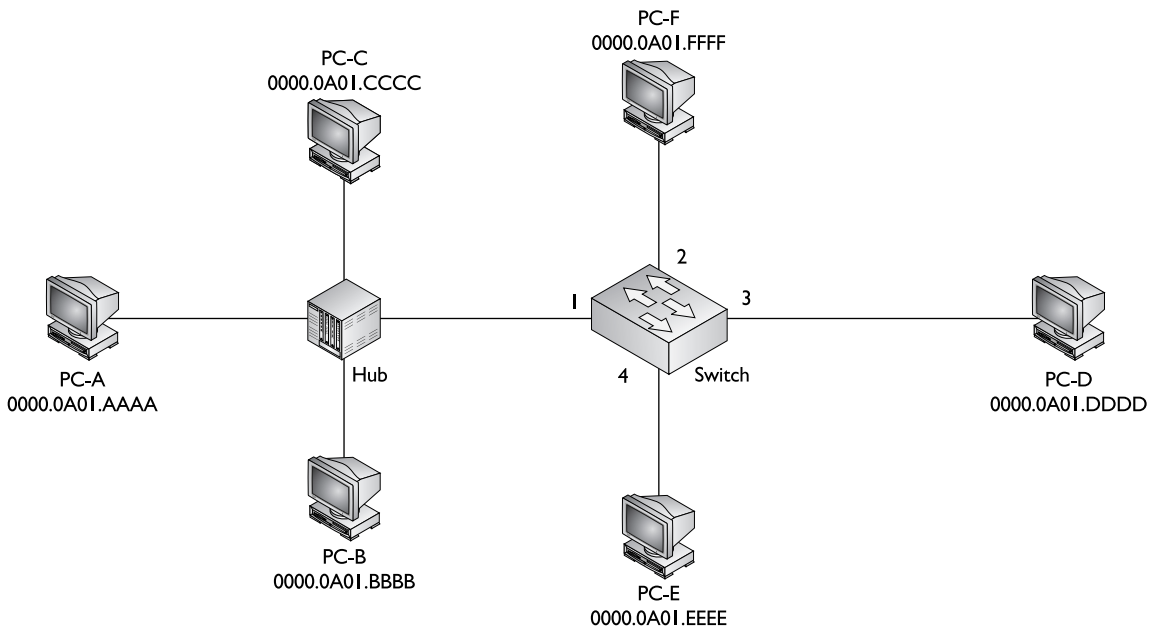 PC-F
0000.0A01.FFFF
PC-C
0000.0A01.CCCC
2
1
3
Hub
4
Switch
PC-A
0000.0A01.AAAA
PC-D
0000.0A01.DDDD
PC-B
0000.0A01.BBBB
PC-E
0000.0A01.EEEE